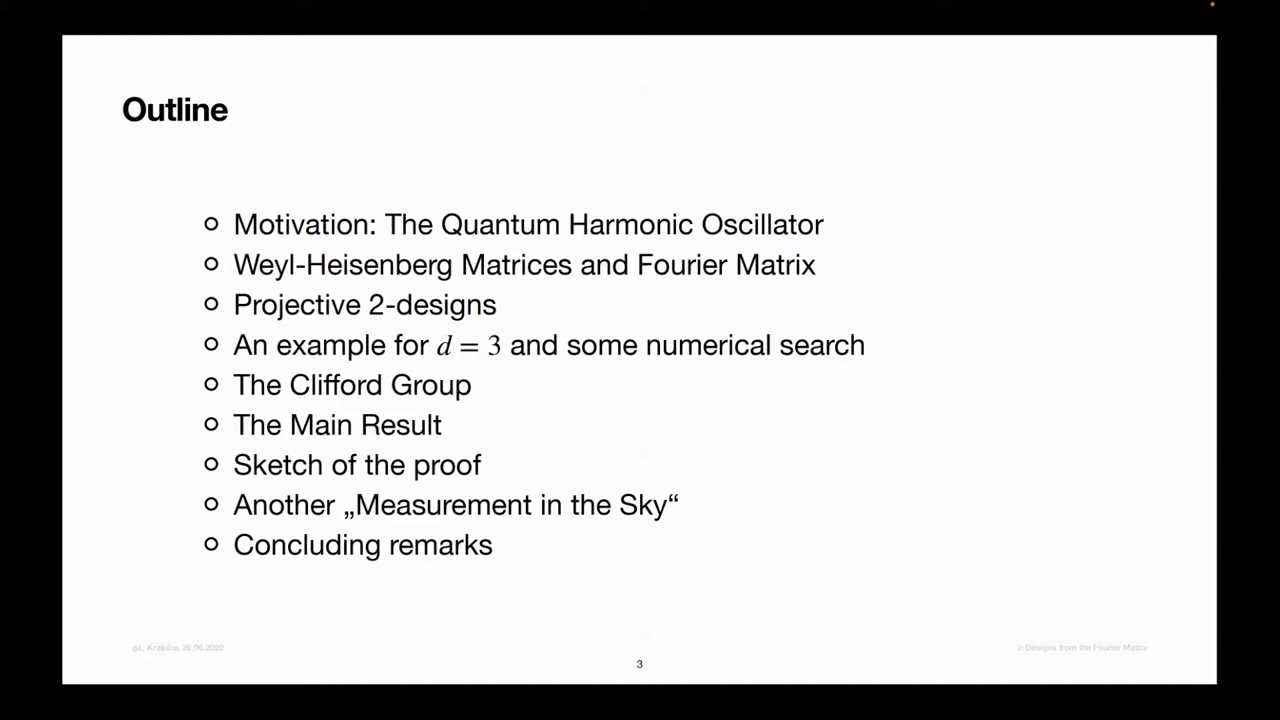 Outline
Motivation: The Quantum Harmonic Oscillator
Weyl-Heisenberg Matrices and Fourier Matrix
Projective 2-designs
An example for d = 3 and some numerical search
The Clifford Group
The Main Result
Sketch of the proof
Another „Measurement in the Sky“
Concluding remarks
gz, Kraków, 29.06.2022
2-Designs from the Fourier Matrix
3